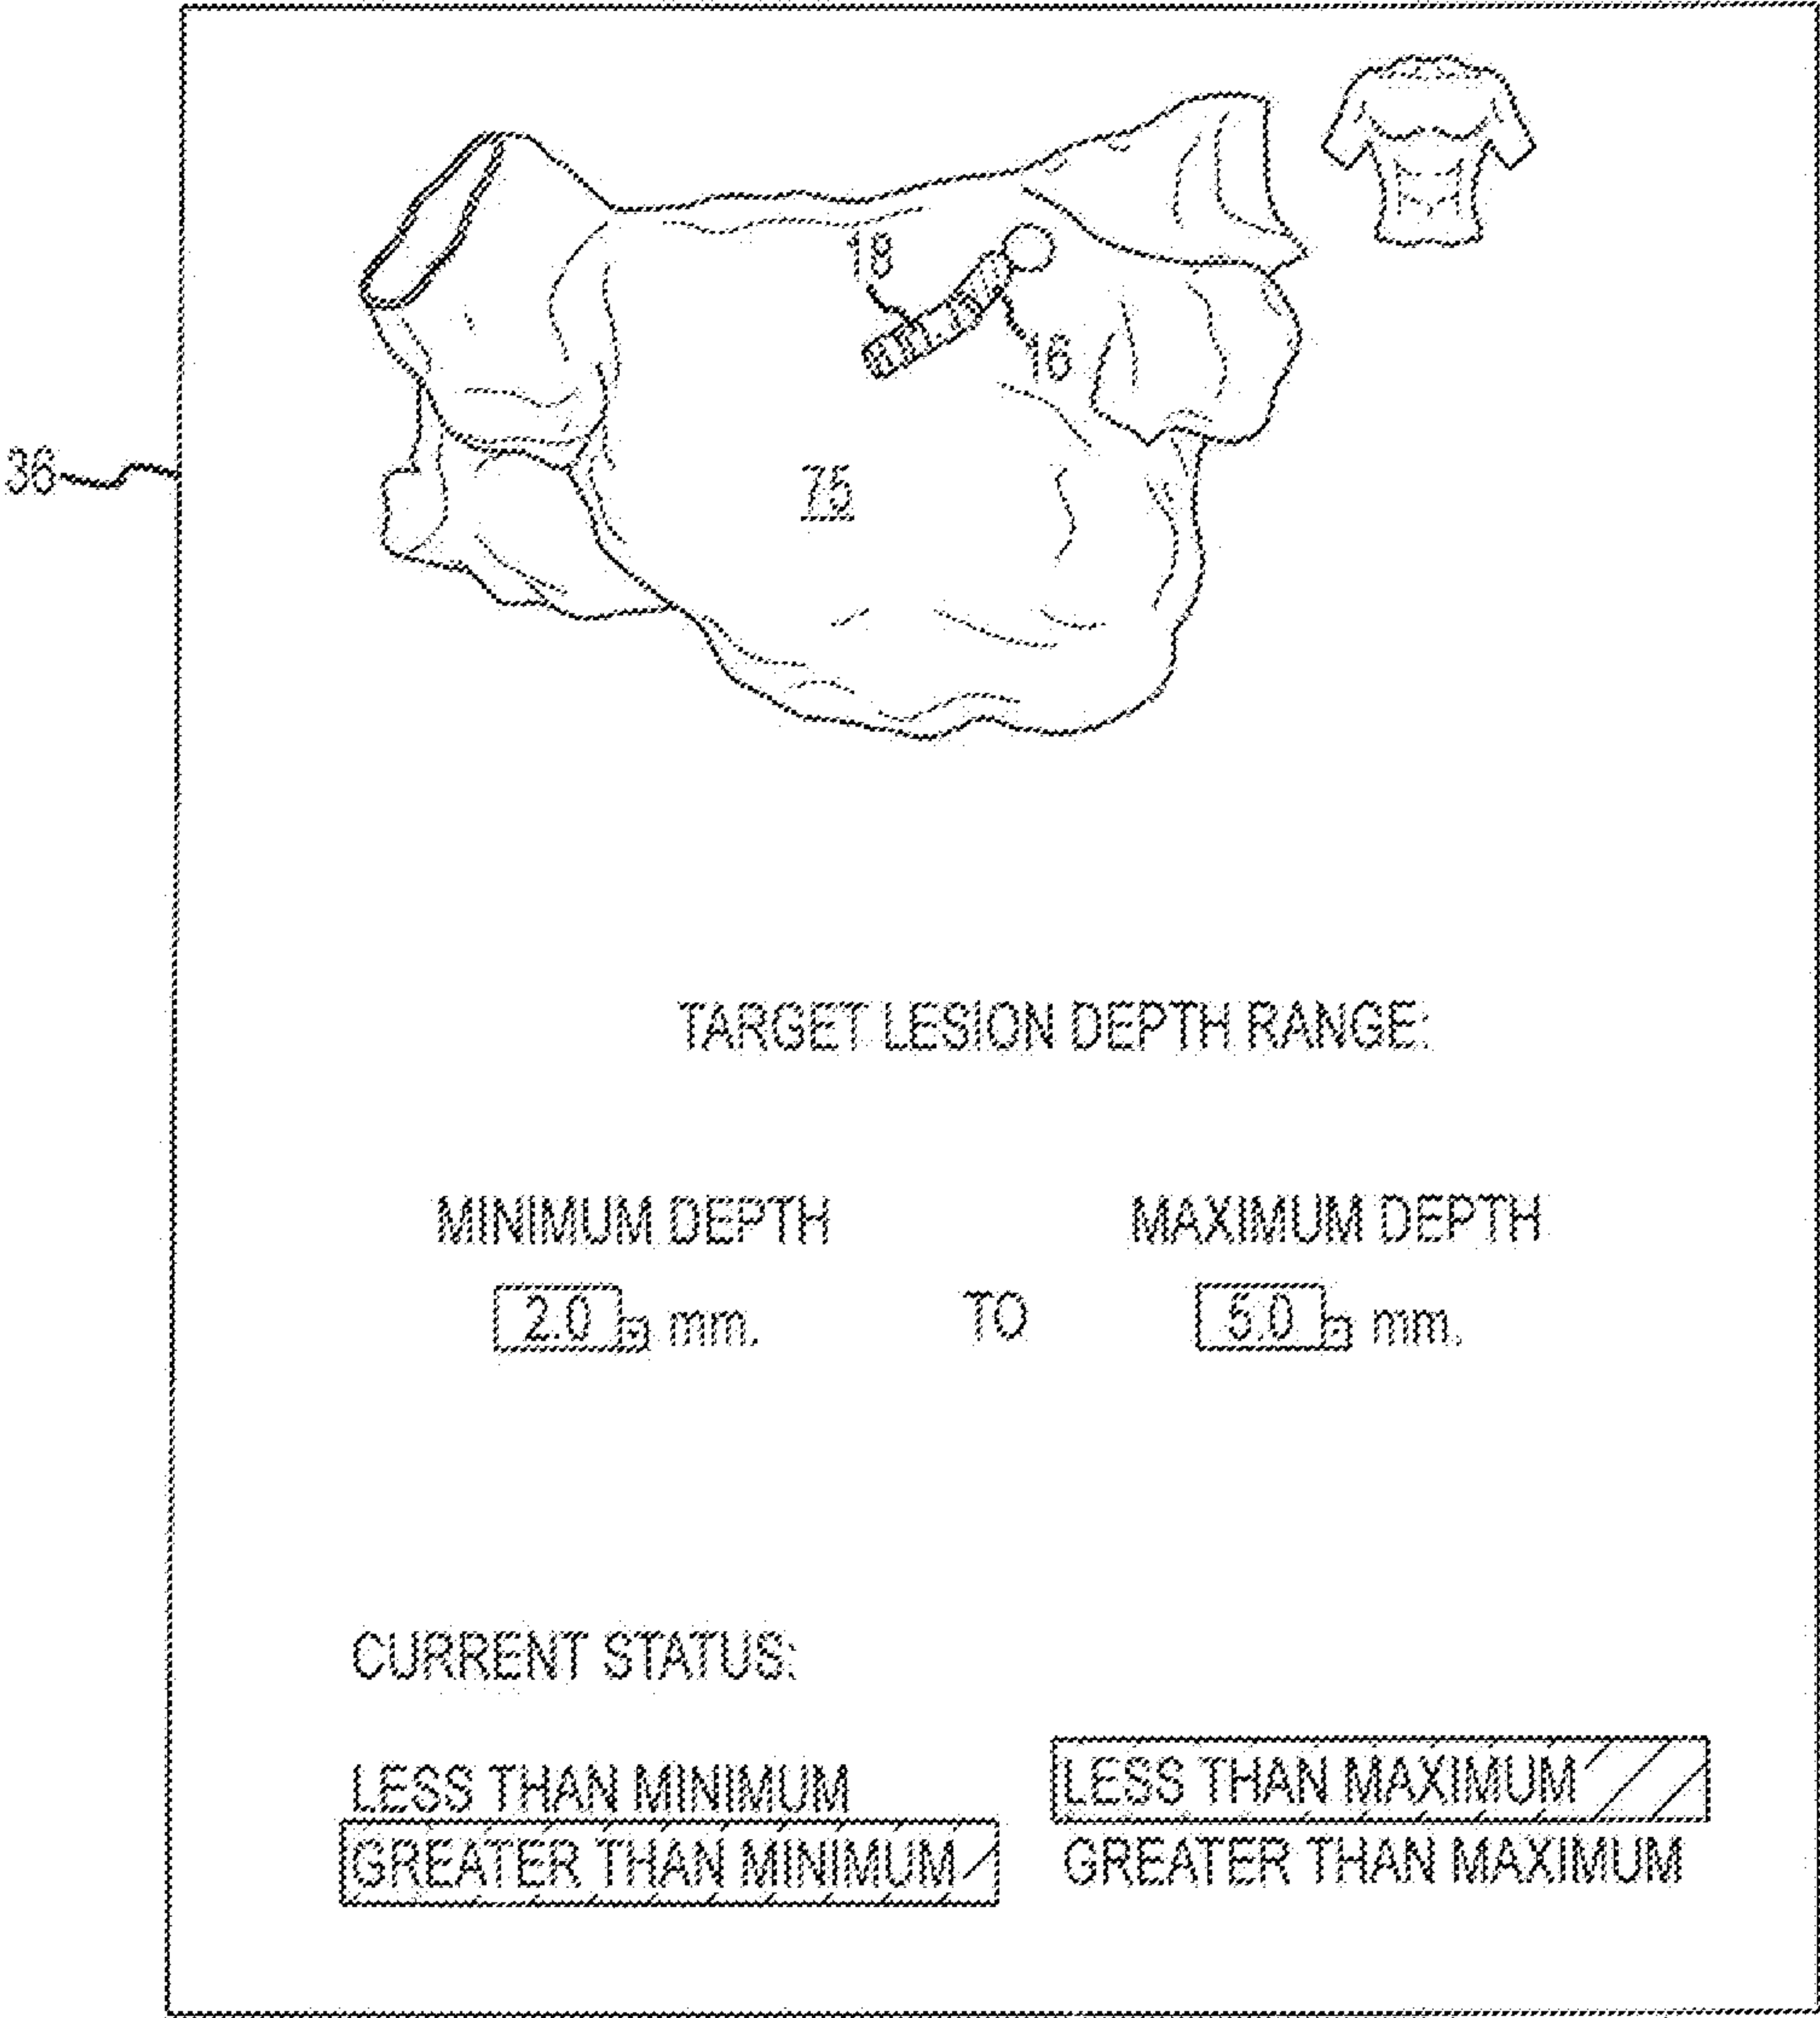 18
16
36
75
TARGET LESION DEPTH RANGE:
MINIMUM DEPTH MAXIMUM DEPTH
2.0 mm. TO 5.0 mm.
CURRENT STATUS:
LESS THAN MINIMUM LESS THAN MAXIMUM
GREATER THAN MINIMUM GREATER THAN MAXIMUM